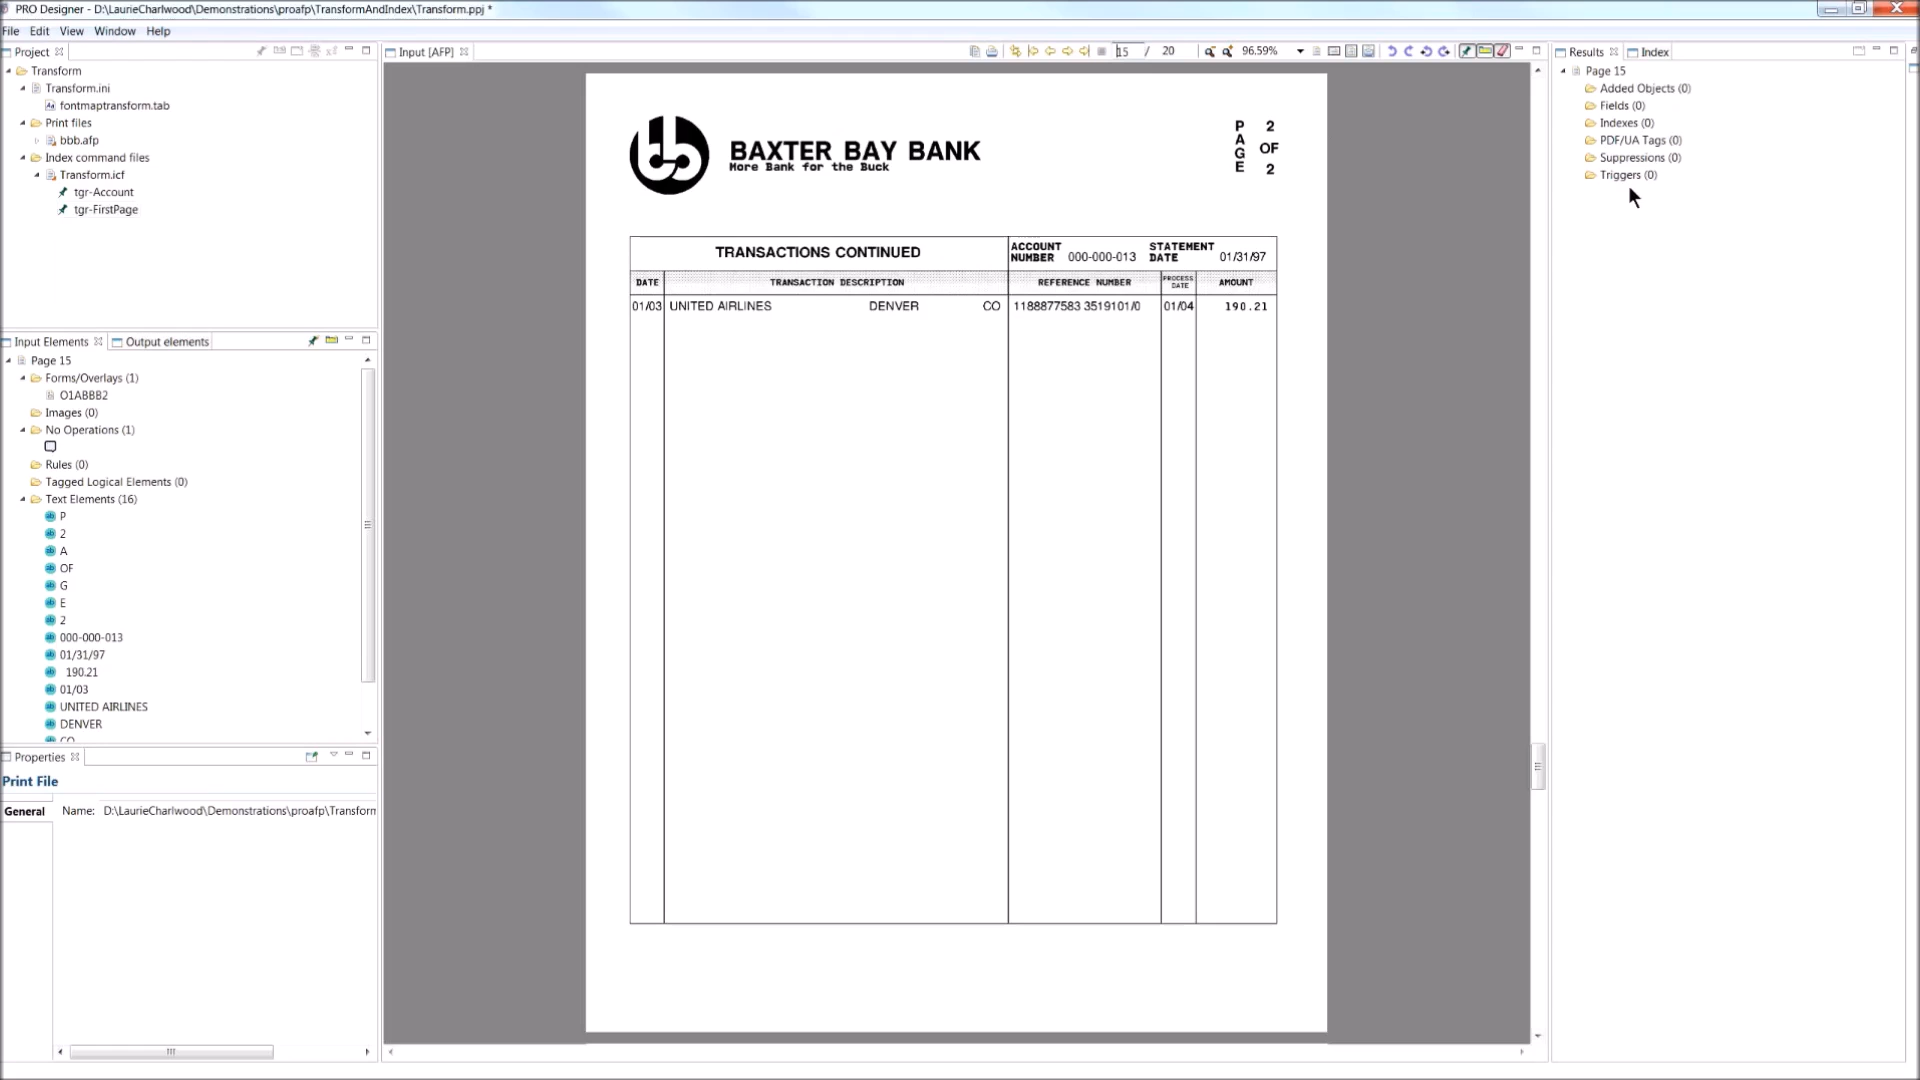 PRO Designer - D:\LaurieCharlwood\Demonstrations\proafp\TransformAndIndex\Transform.ppj *
File Edit View Window Help
Project
Transform
Transform.ini
fontmaptransform.tab
Print files
bbb.afp
Index command files
Transform.icf
tgr-Account
tgr-FirstPage
Input Elements Output elements
Page 15
Forms/Overlays (1)
O1ABBB2
Images (0)
No Operations (1)
Rules (0)
Tagged Logical Elements (0)
Text Elements (16)
P
2
A
OF
G
E
2
000-000-013
01/31/97
190.21
01/03
UNITED AIRLINES
DENVER
CO
Properties
Print File
General Name: D:\LaurieCharlwood\Demonstrations\proafp\Transform
Input [AFP] 15 / 20 96.59%
BAXTER BAY BANK
More Bank for the Buck
P 2
A
OF
G
E 2
TRANSACTIONS CONTINUED
ACCOUNT NUMBER 000-000-013
STATEMENT DATE 01/31/97
DATE TRANSACTION DESCRIPTION REFERENCE NUMBER PROCESS DATE AMOUNT
01/03 UNITED AIRLINES DENVER CO 1188877583 3519101/0 01/04 190.21
Results Index
Page 15
Added Objects (0)
Fields (0)
Indexes (0)
PDF/UA Tags (0)
Suppressions (0)
Triggers (0)